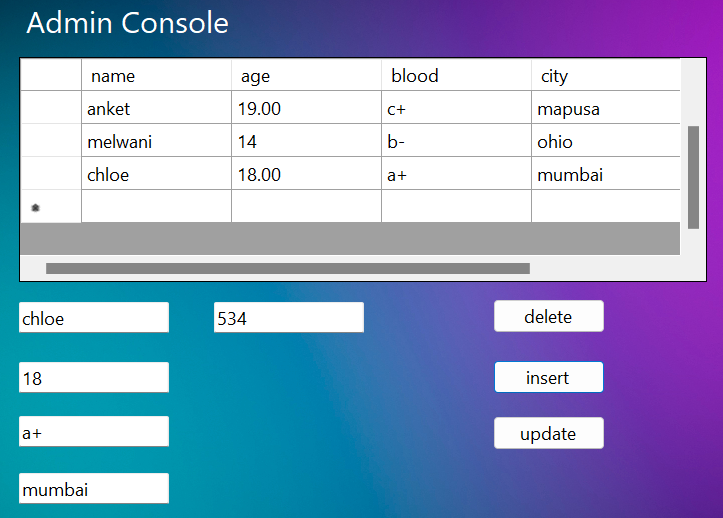 Admin Console
name age blood city
anket 19.00 c+ mapusa
melwani 14 b- ohio
chloe 18.00 a+ mumbai
chloe 534 delete
18 insert
a+ update
mumbai